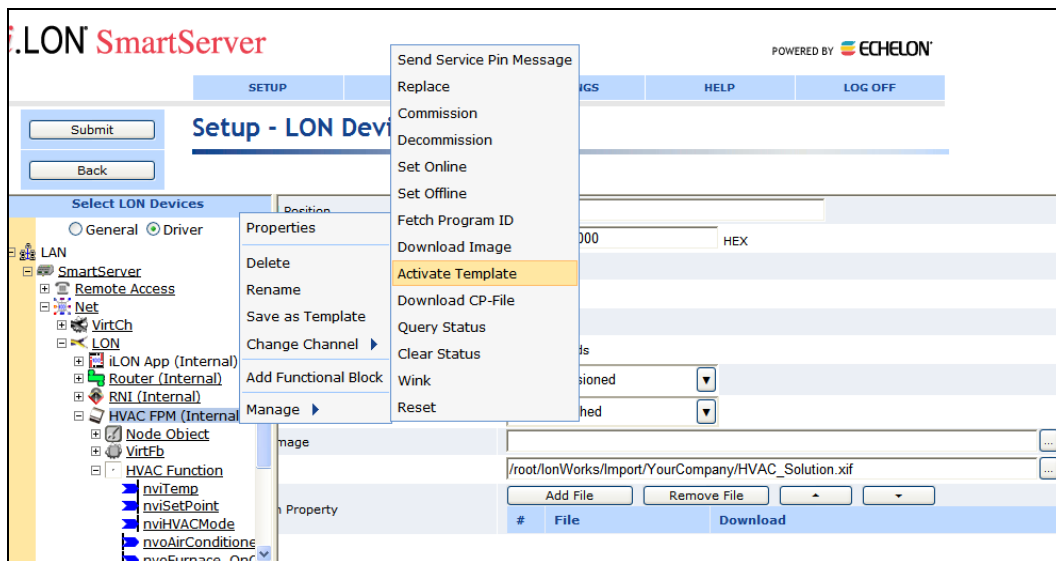 i.LON SmartServer
POWERED BY ECHELON
SETUP
NGS
HELP
LOG OFF
Submit
Back
Setup - LON Devi
Select LON Devices
General
Driver
LAN
SmartServer
Remote Access
Net
VirtCh
LON
iLON App (Internal)
Router (Internal)
RNI (Internal)
HVAC FPM (Internal
Node Object
VirtFb
HVAC Function
nviTemp
nviSetPoint
nviHVACMode
nvoAirConditione
nvoFurnace_On
Properties
Delete
Rename
Save as Template
Change Channel
Add Functional Block
Manage
Send Service Pin Message
Replace
Commission
Decommission
Set Online
Set Offline
Fetch Program ID
Download Image
Activate Template
Download CP-File
Query Status
Clear Status
Wink
Reset
Position
000
HEX
ds
sioned
hed
mage
...
/root/lonWorks/Import/YourCompany/HVAC_Solution.xif
...
n Property
Add File
Remove File
# File Download